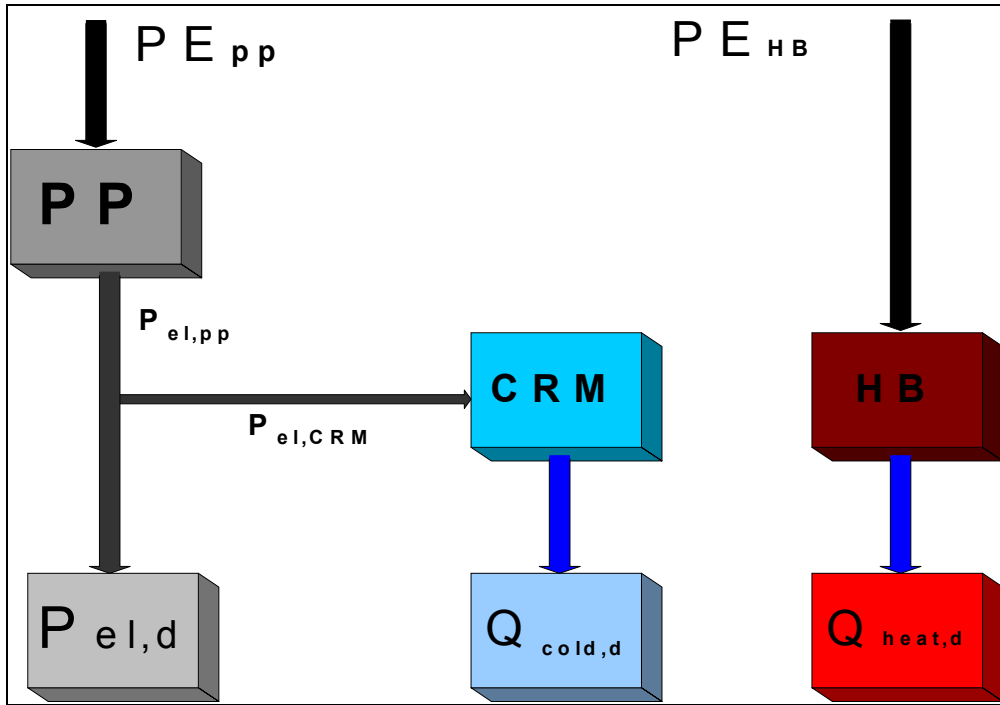 PE pp
PE HB
PP
P el,pp
CRM
HB
P el,CRM
P el,d
Q cold,d
Q heat,d